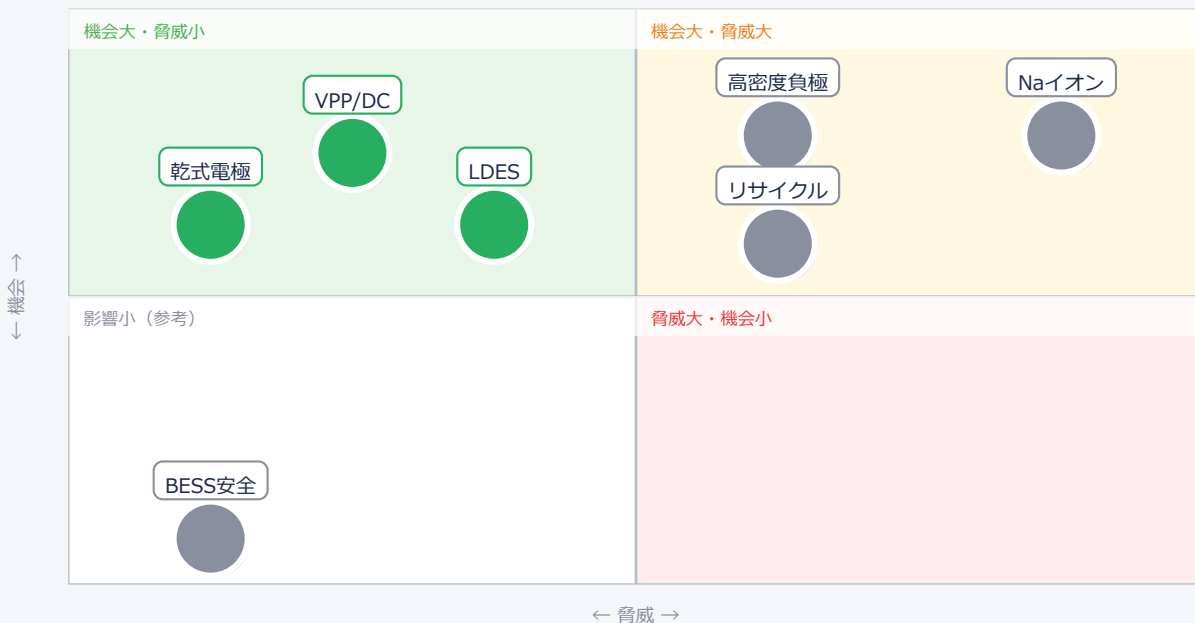 機会大・脅威小
機会大・脅威大
高密度負極
Naイオン
VPP/DC
乾式電極
LDES
リサイクル
← 機会 →
影響小（参考）
脅威大・機会小
BESS安全
← 脅威 →